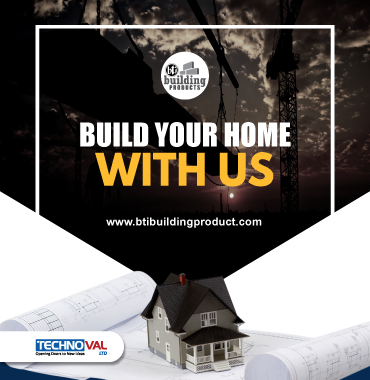 bti
building
PRODUCTS
BUILD YOUR HOME
WITH US
www.btibuildingproduct.com
TECHNOVAL
Opening Doors to New Ideas LTD